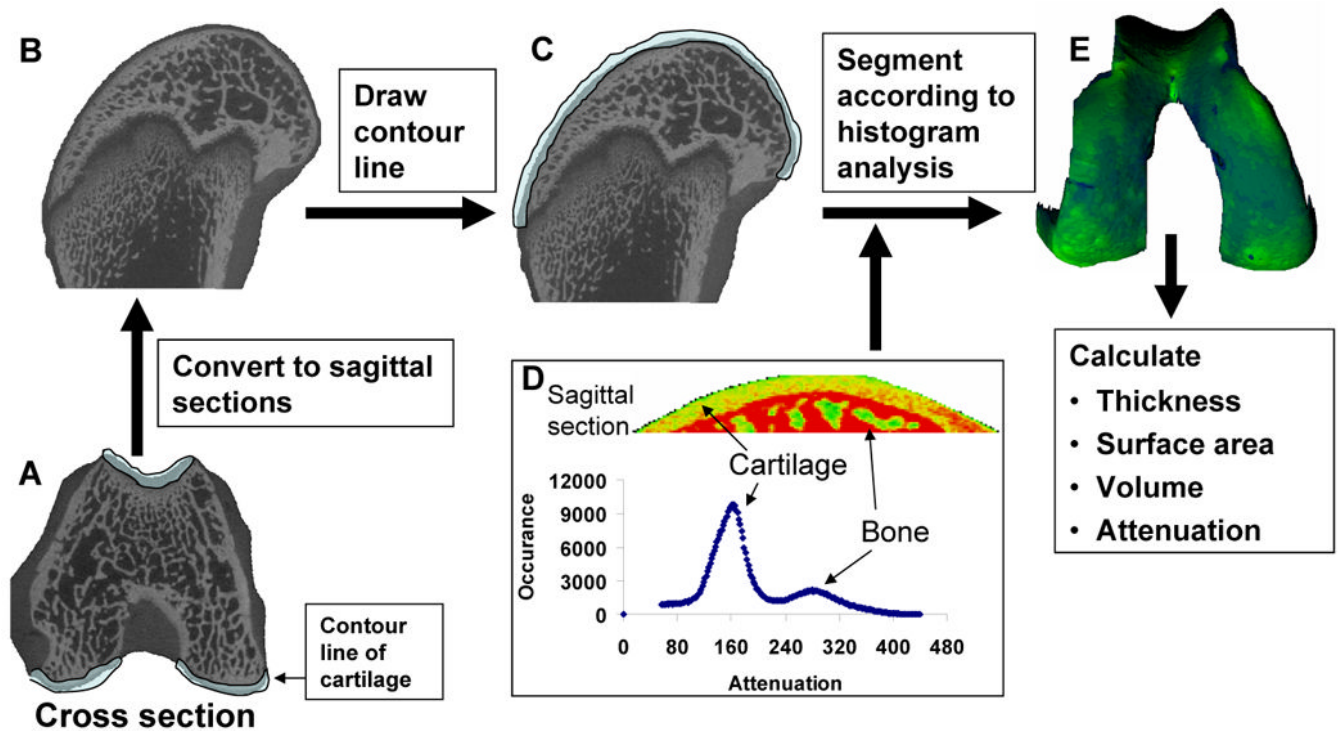 B
Draw
contour
line
C
Segment
according to
histogram
analysis
E
Convert to sagittal
sections
A
Contour
line of
cartilage
Cross section
D
Sagittal
section
Cartilage
Bone
Occurance
12000
9000
6000
3000
0
0 80 160 240 320 400 480
Attenuation
Calculate
• Thickness
• Surface area
• Volume
• Attenuation